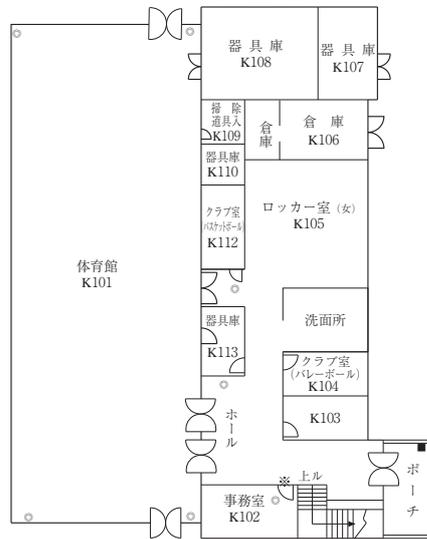 器 具 庫
K108
器 具 庫
K107
掃 除
道具入
K109
倉庫
倉 庫
K106
器具庫
K110
クラブ室
(バスケットボール)
K112
ロッカー室(女)
K105
体育館
K101
洗面所
器具庫
K113
クラブ室
(バレーボール)
K104
K103
ホール
※
上ル
事務室
K102
ポーチ